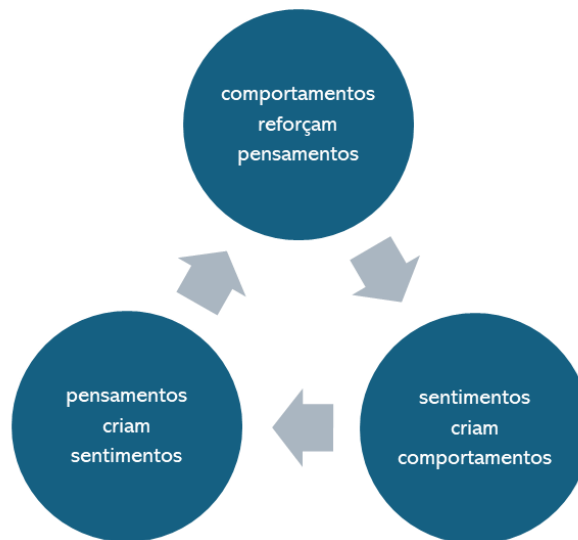 comportamentos
reforçam
pensamentos
pensamentos
criam
sentimentos
sentimentos
criam
comportamentos